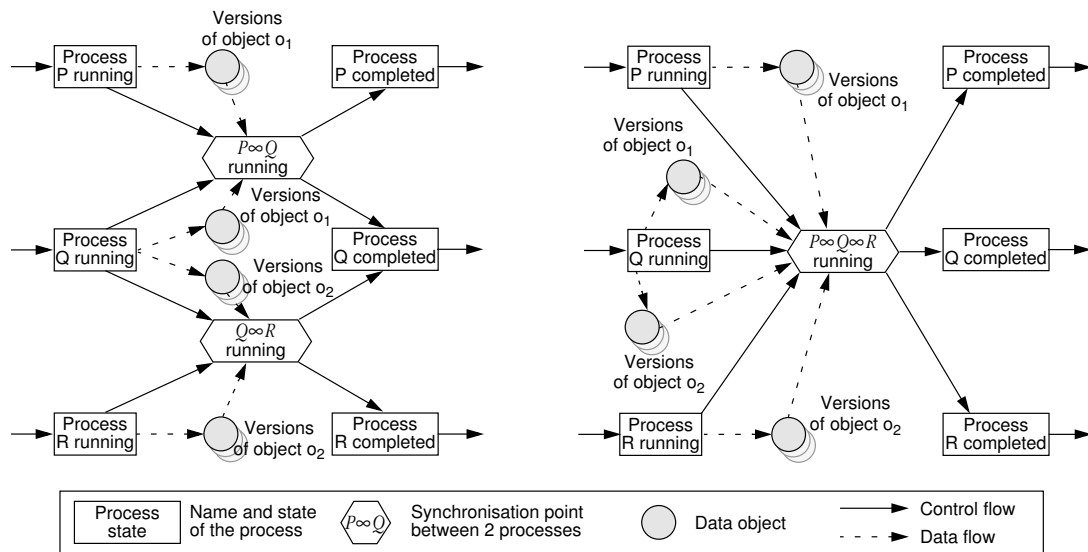 Versions
of object o1
Process
P running
Process
P completed
P∞Q
running
Versions
of object o1
Process
Q running
Process
Q completed
Versions
of object o2
Q∞R
running
Process
R running
Versions
of object o2
Process
R completed
Process
P running
Versions
of object o1
Process
P completed
Versions
of object o1
Process
Q running
P∞Q∞R
running
Process
Q completed
Versions
of object o2
Process
R running
Versions
of object o2
Process
R completed
Process
state
Name and state
of the process
P∞Q
Synchronisation point
between 2 processes
Data object
Control flow
Data flow